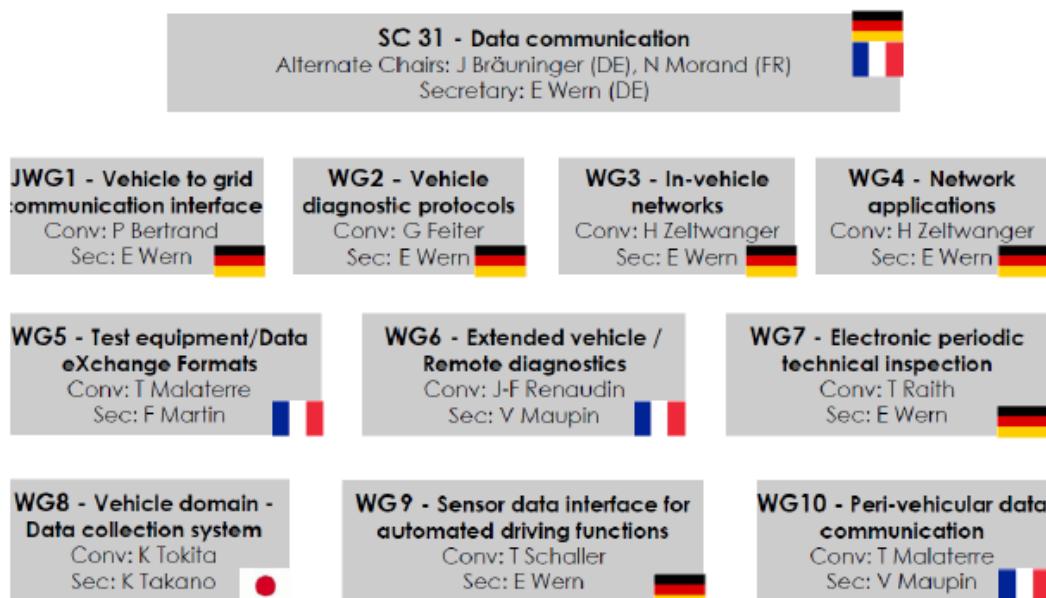 SC 31 - Data communication
Alternate Chairs: J Bräuninger (DE), N Morand (FR)
Secretary: E Wern (DE)
JWG1 - Vehicle to grid
communication interface
Conv: P Bertrand
Sec: E Wern
WG2 - Vehicle
diagnostic protocols
Conv: G Feiter
Sec: E Wern
WG3 - In-vehicle
networks
Conv: H Zeltwanger
Sec: E Wern
WG4 - Network
applications
Conv: H Zeltwanger
Sec: E Wern
WG5 - Test equipment/Data
eXchange Formats
Conv: T Malaterre
Sec: F Martin
WG6 - Extended vehicle /
Remote diagnostics
Conv: J-F Renaudin
Sec: V Maupin
WG7 - Electronic periodic
technical inspection
Conv: T Raith
Sec: E Wern
WG8 - Vehicle domain -
Data collection system
Conv: K Tokita
Sec: K Takano
WG9 - Sensor data interface for
automated driving functions
Conv: T Schaller
Sec: E Wern
WG10 - Peri-vehicular data
communication
Conv: T Malaterre
Sec: V Maupin